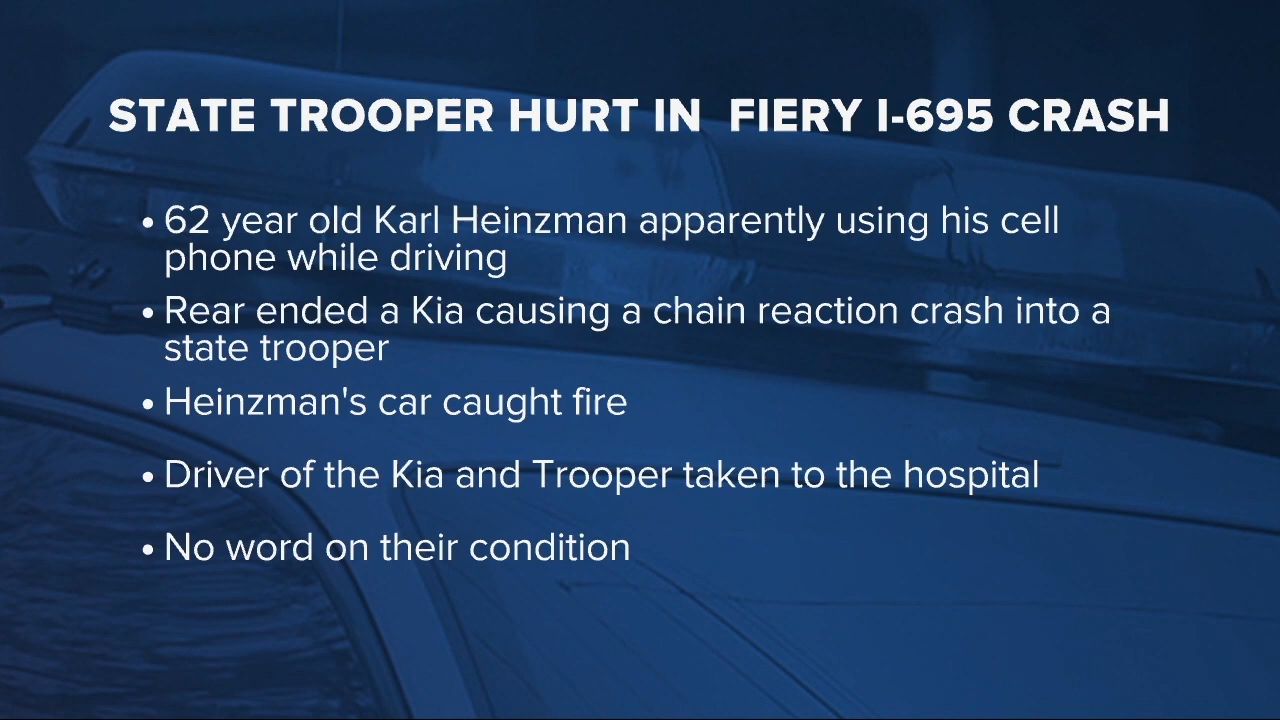 STATE TROOPER HURT IN  FIERY I-695 CRASH
• 62 year old Karl Heinzman apparently using his cell
phone while driving
• Rear ended a Kia causing a chain reaction crash into a
state trooper
• Heinzman's car caught fire
• Driver of the Kia and Trooper taken to the hospital
• No word on their condition